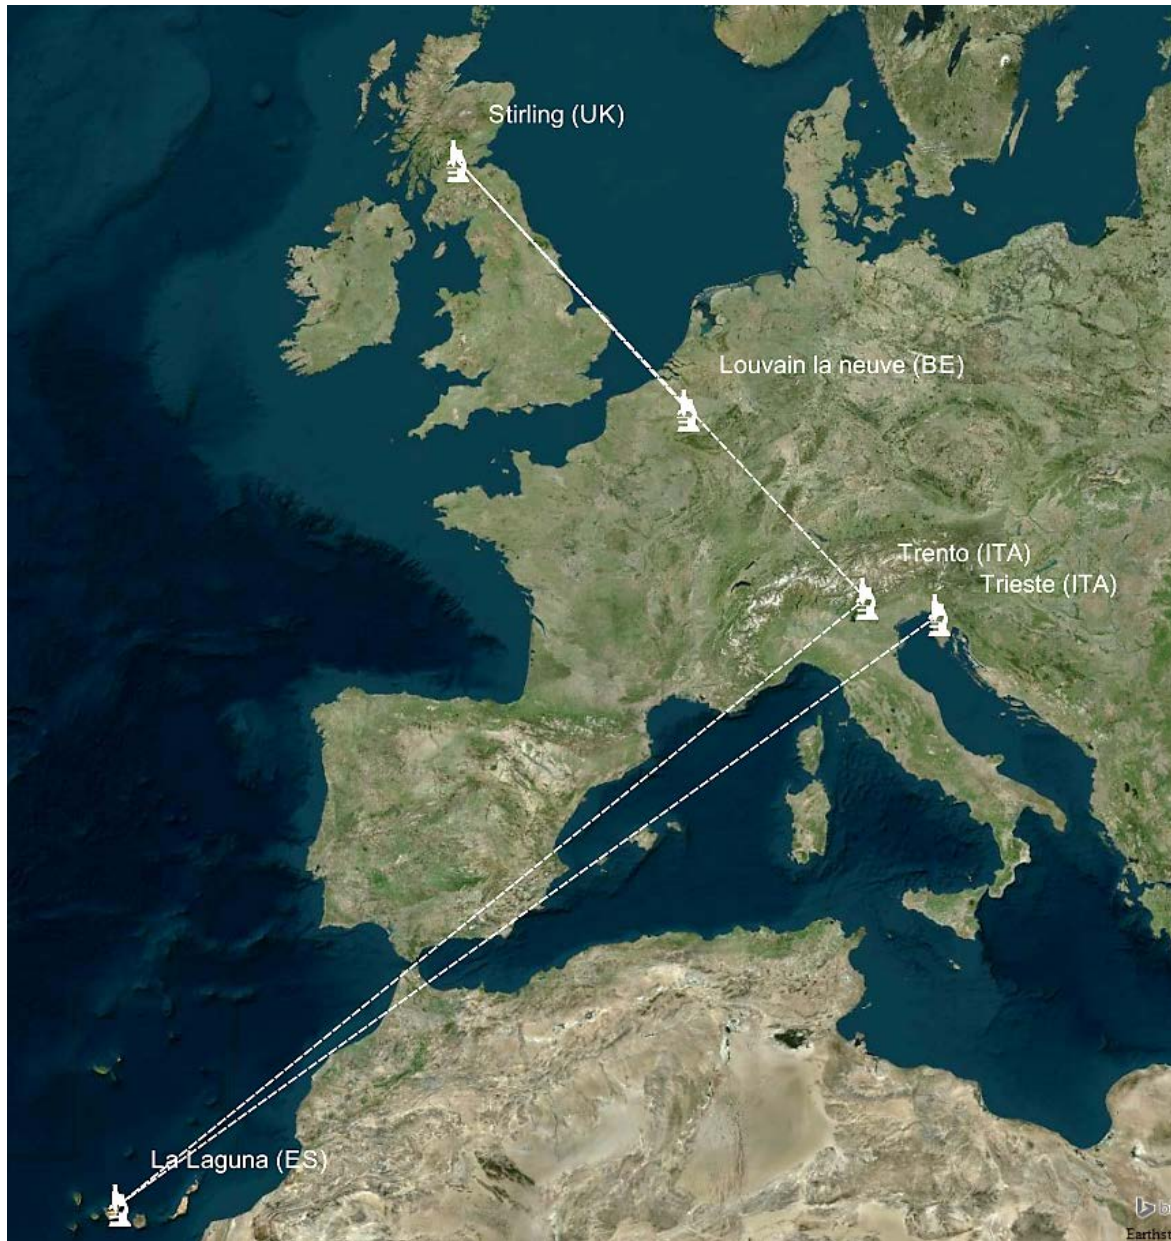 Stirling (UK)
Louvain la neuve (BE)
Trento (ITA)
Trieste (ITA)
La Laguna (ES)